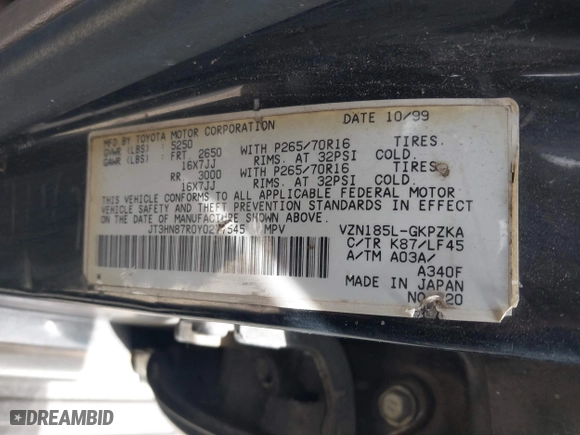 MFD BY TOYOTA MOTOR CORPORATION DATE 10/99
GVWR (LBS) 5250
GAWR (LBS) FRT. 2650 WITH P265/70R16 TIRES.
16X7JJ RIMS. AT 32PSI COLD.
RR. 3000 WITH P265/70R16 TIRES.
16X7JJ RIMS. AT 32PSI COLD.
THIS VEHICLE CONFORMS TO ALL APPLICABLE FEDERAL MOTOR
VEHICLE SAFETY AND THEFT PREVENTION STANDARDS IN EFFECT
ON THE DATE OF MANUFACTURE SHOWN ABOVE.
MPV VZN185L-GKPZKA
C/TR K87/LF45
A/TM A03A/
A340F
MADE IN JAPAN
DREAMBID